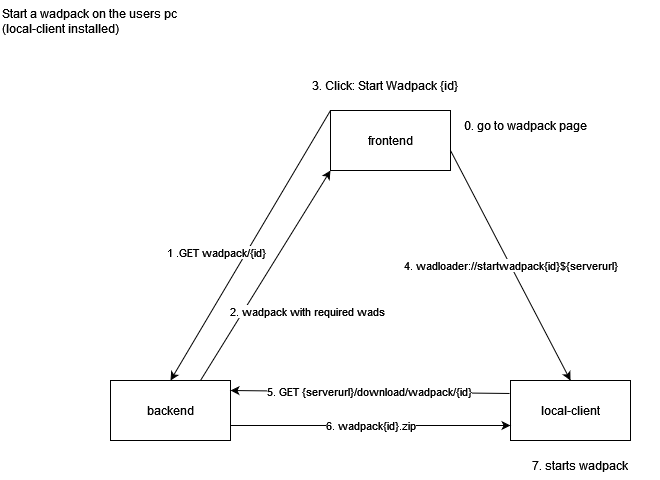 Start a wadpack on the users pc
(local-client installed)
3. Click: Start Wadpack {id}
frontend
0. go to wadpack page
1 .GET wadpack/{id}
4. wadloader://startwadpack{id}${serverurl}
2. wadpack with required wads
5. GET {serverurl}/download/wadpack/{id}
backend
local-client
6. wadpack{id}.zip
7. starts wadpack